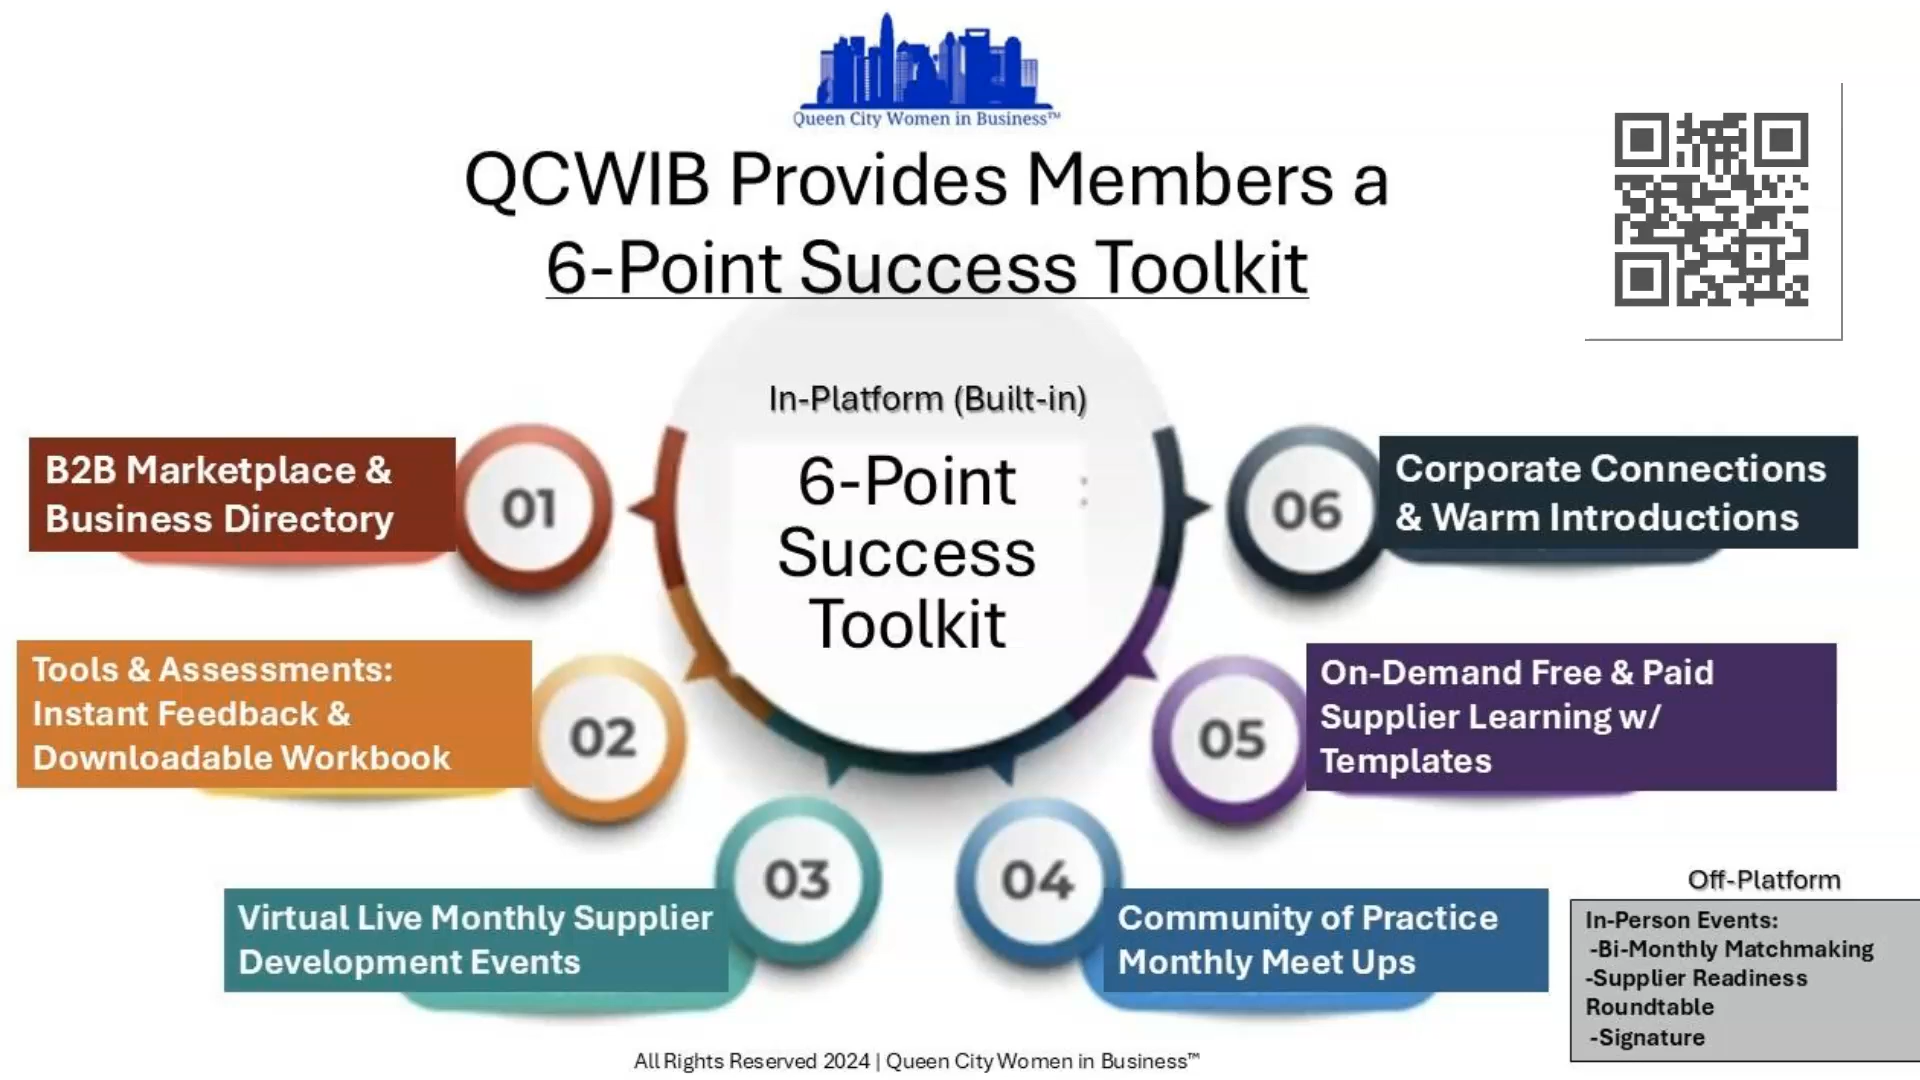 Queen City Women in Business™
QCWIB Provides Members a
6-Point Success Toolkit
In-Platform (Built-in)
6-Point
Success
Toolkit
:
B2B Marketplace &
Business Directory
01
Tools & Assessments:
Instant Feedback &
Downloadable Workbook
02
Virtual Live Monthly Supplier
Development Events
03
04
Community of Practice
Monthly Meet Ups
05
On-Demand Free & Paid
Supplier Learning w/
Templates
06
Corporate Connections
& Warm Introductions
Off-Platform
In-Person Events:
-Bi-Monthly Matchmaking
-Supplier Readiness
Roundtable
-Signature
All Rights Reserved 2024 | Queen City Women in Business™